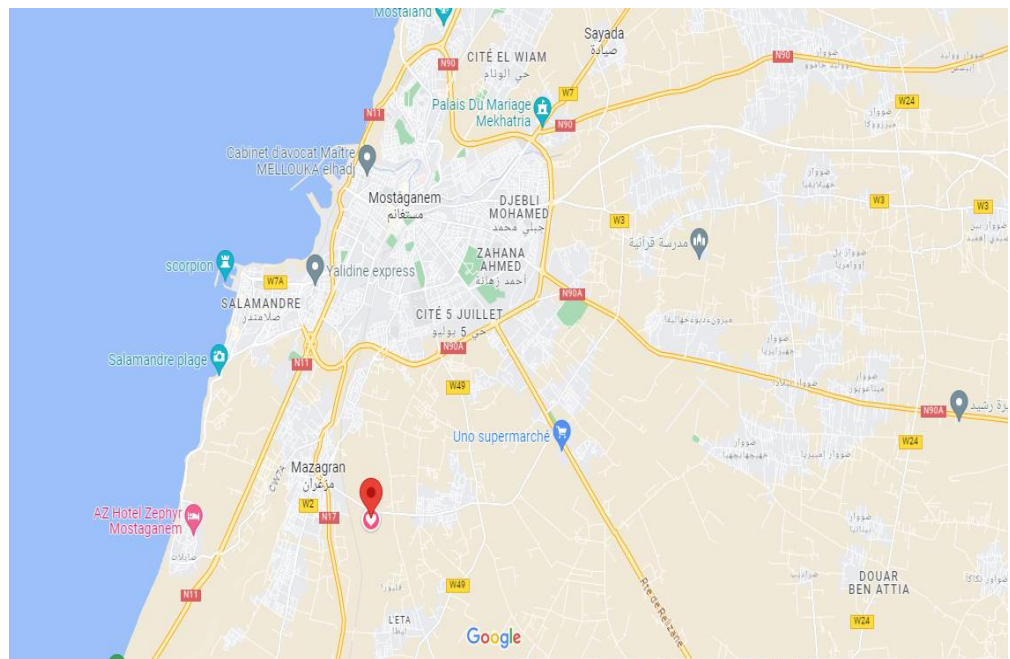 Mostaland
Sayada
صيادة
N90
CITÉ EL WIAM
حي الوئام
N90
W7
Palais Du Mariage
Mekhatria
W24
N11
N90
Cabinet d'avocat Maître
MELLOUKA elhadj
Mostaganem
مستغانم
DJEBLI
MOHAMED
جبلي محمد
W3
W3
W3
مدرسة قرآنية
ZAHANA
AHMED
أحمد زهانة
scorpion
Yalidine express
W7A
N90A
SALAMANDRE
صلامندر
CITÉ 5 JUILLET
حي 5 يوليو
N90A
Salamandre plage
N11
W49
N90A
Uno supermarché
W24
Mazagran
مزغران
CW7A
W2
N17
AZ Hotel Zephyr
Mostaganem
صابلات
DOUAR
BEN ATTIA
W49
Rte de Relizane
N11
L'ETA
ليطا
W24
Google